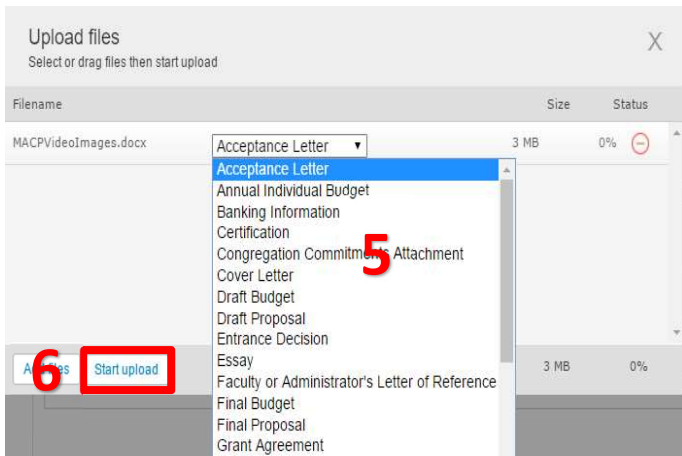 Upload files
X
Select or drag files then start upload
Filename Size Status
MACPVideoImages.docx Acceptance Letter 3 MB 0%
Acceptance Letter
Annual Individual Budget
Banking Information
Certification
Congregation Commitments Attachment
5
Cover Letter
Draft Budget
Draft Proposal
Entrance Decision
Essay
Faculty or Administrator's Letter of Reference
6 Start upload 3 MB 0%
Final Budget
Final Proposal
Grant Agreement